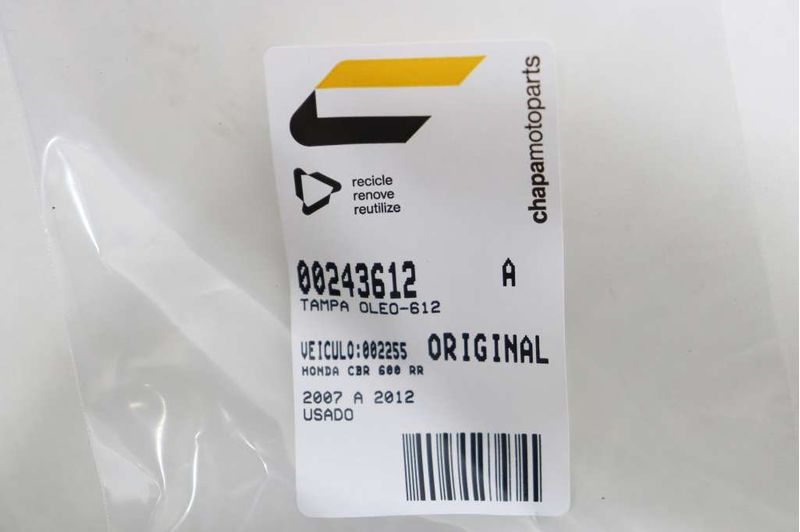 chapamotoparts
recicle
renove
reutilize
00243612 A
TAMPA OLEO-612
VEICULO:002255 ORIGINAL
HONDA CBR 600 RR
2007 A 2012
USADO